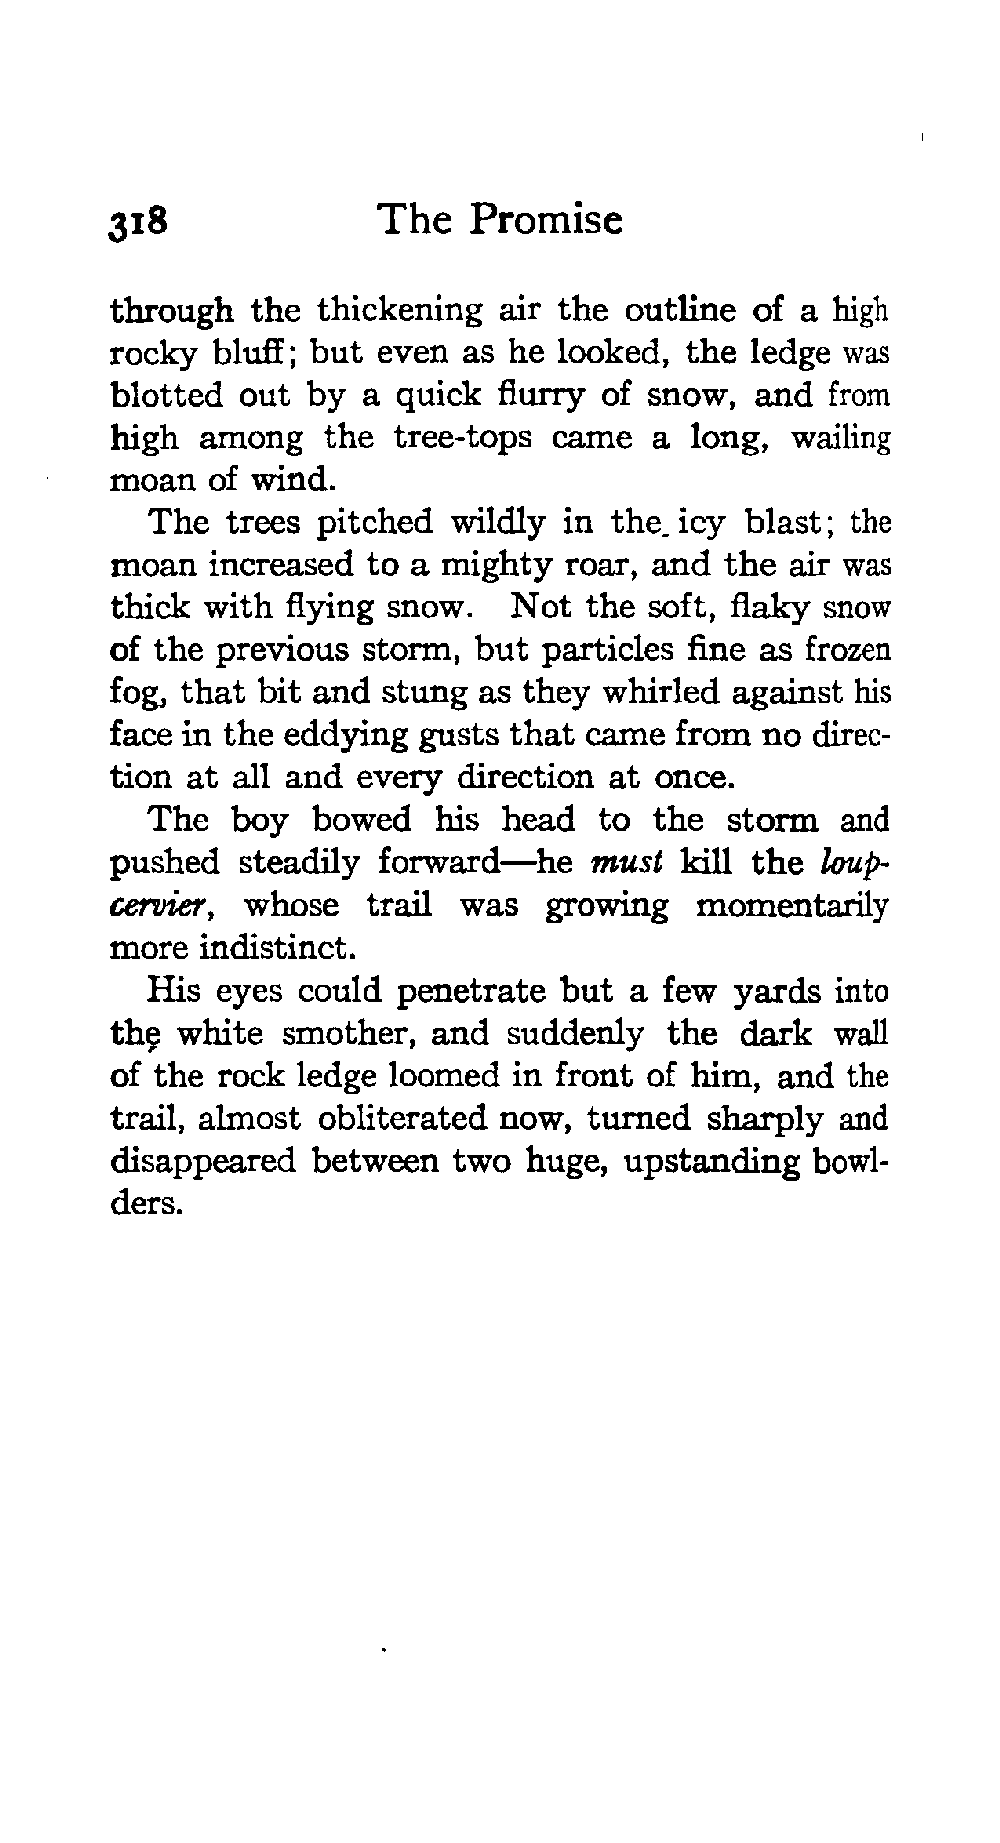 318 The Promise
through the thickening air the outline of a high
rocky bluff; but even as he looked, the ledge was
blotted out by a quick flurry of snow, and from
high among the tree-tops came a long, wailing
moan of wind.
The trees pitched wildly in the icy blast; the
moan increased to a mighty roar, and the air was
thick with flying snow. Not the soft, flaky snow
of the previous storm, but particles fine as frozen
fog, that bit and stung as they whirled against his
face in the eddying gusts that came from no direc-
tion at all and every direction at once.
The boy bowed his head to the storm and
pushed steadily forward—he must kill the loup-
cervier, whose trail was growing momentarily
more indistinct.
His eyes could penetrate but a few yards into
the white smother, and suddenly the dark wall
of the rock ledge loomed in front of him, and the
trail, almost obliterated now, turned sharply and
disappeared between two huge, upstanding bowl-
ders.